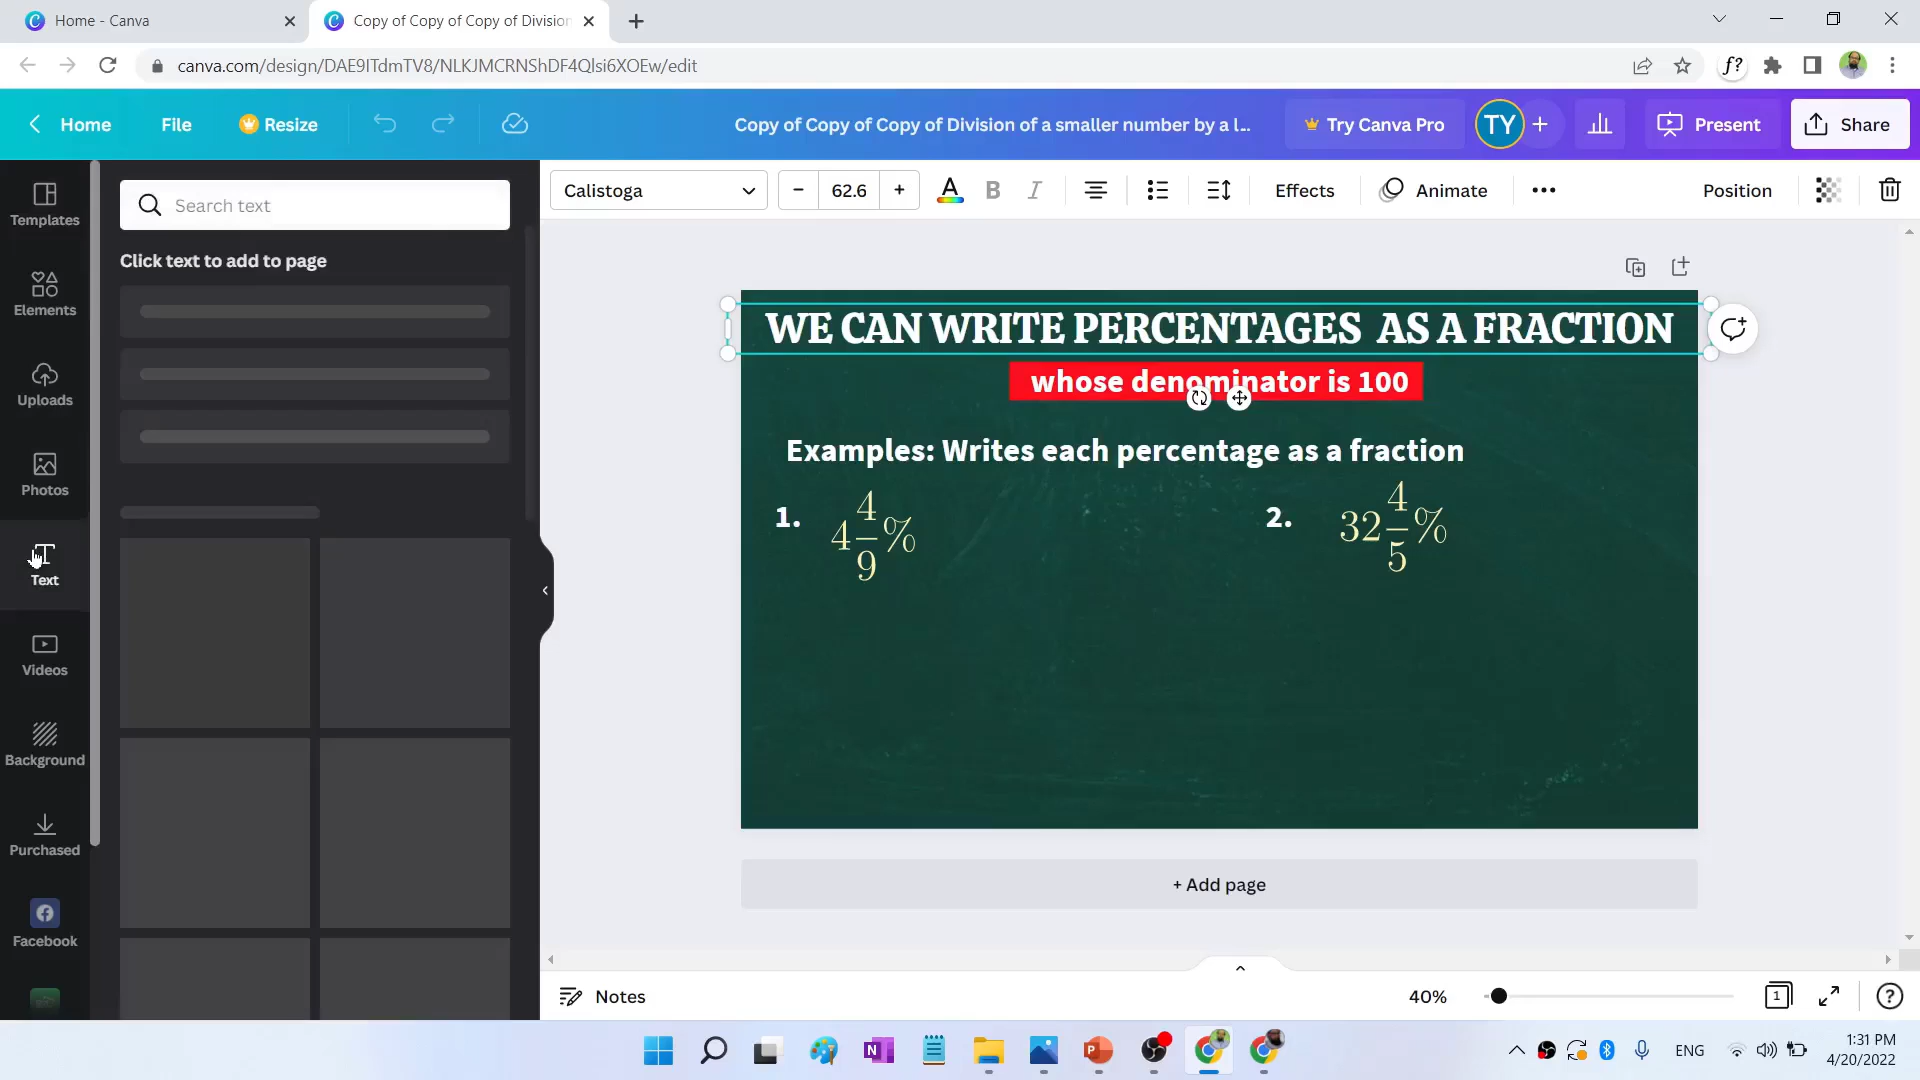 Home - Canva
Copy of Copy of Copy of Division
canva.com/design/DAE9ITdmTV8/NLKJMCRNShDF4Qlsi6XOEw/edit
f?
Home File Resize
Copy of Copy of Copy of Division of a smaller number by a l...
Try Canva Pro
TY
Present
Share
Templates
Elements
Uploads
Photos
Text
Videos
Background
Purchased
Facebook
Search text
Click text to add to page
Calistoga
− 62.6 +
A B I
Effects
Animate
Position
WE CAN WRITE PERCENTAGES AS A FRACTION
whose denominator is 100
Examples: Writes each percentage as a fraction
1. 4 4/9 %
2. 32 4/5 %
+ Add page
Notes
40%
1
?
ENG
1:31 PM
4/20/2022